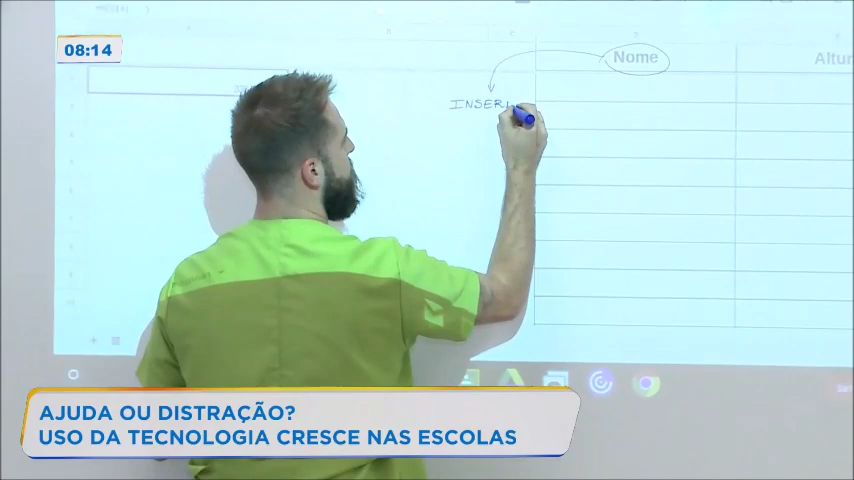 08:14
Nome
Altur
INSERI
AJUDA OU DISTRAÇÃO?
USO DA TECNOLOGIA CRESCE NAS ESCOLAS